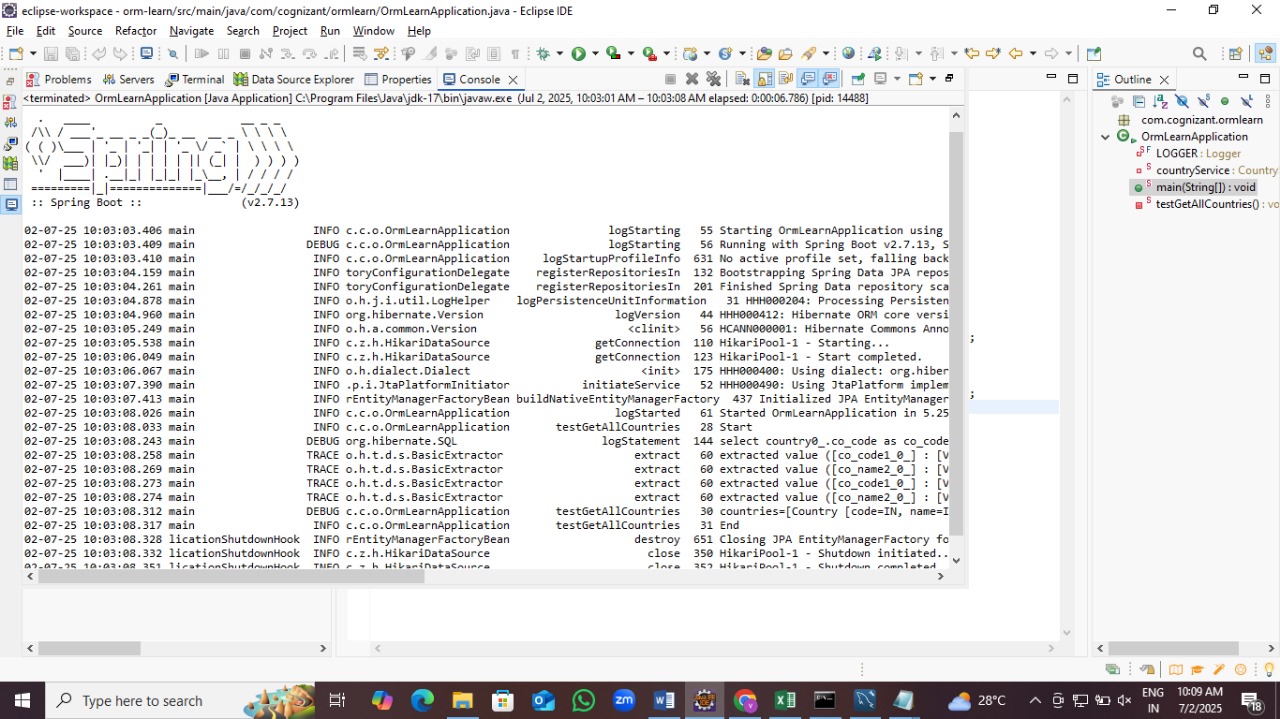 eclipse-workspace - orm-learn/src/main/java/com/cognizant/ormlearn/OrmLearnApplication.java - Eclipse IDE
File Edit Source Refactor Navigate Search Project Run Window Help
Problems Servers Terminal Data Source Explorer Properties Console
Outline
<terminated> OrmLearnApplication [Java Application] C:\Program Files\Java\jdk-17\bin\javaw.exe (Jul 2, 2025, 10:03:01 AM – 10:03:08 AM elapsed: 0:00:06.786) [pid: 14488]
com.cognizant.ormlearn
OrmLearnApplication
LOGGER : Logger
countryService : Country
main(String[]) : void
testGetAllCountries() : vo
Spring
:: Spring Boot :: (v2.7.13)
02-07-25 10:03:03.406 main INFO c.c.o.OrmLearnApplication logStarting 55 Starting OrmLearnApplication using
02-07-25 10:03:03.409 main DEBUG c.c.o.OrmLearnApplication logStarting 56 Running with Spring Boot v2.7.13, S
02-07-25 10:03:03.410 main INFO c.c.o.OrmLearnApplication logStartupProfileInfo 631 No active profile set, falling back
02-07-25 10:03:04.159 main INFO toryConfigurationDelegate registerRepositoriesIn 132 Bootstrapping Spring Data JPA repos
02-07-25 10:03:04.261 main INFO toryConfigurationDelegate registerRepositoriesIn 201 Finished Spring Data repository sca
02-07-25 10:03:04.878 main INFO o.h.j.i.util.LogHelper logPersistenceUnitInformation 31 HHH000204: Processing Persisten
02-07-25 10:03:04.960 main INFO org.hibernate.Version logVersion 44 HHH000412: Hibernate ORM core versi
02-07-25 10:03:05.249 main INFO o.h.a.common.Version <clinit> 56 HCANN000001: Hibernate Commons Anno
02-07-25 10:03:05.538 main INFO c.z.h.HikariDataSource getConnection 110 HikariPool-1 - Starting...
02-07-25 10:03:06.049 main INFO c.z.h.HikariDataSource getConnection 123 HikariPool-1 - Start completed.
02-07-25 10:03:06.067 main INFO o.h.dialect.Dialect <init> 175 HHH000400: Using dialect: org.hiber
02-07-25 10:03:07.390 main INFO .p.i.JtaPlatformInitiator initiateService 52 HHH000490: Using JtaPlatform implem
02-07-25 10:03:07.413 main INFO rEntityManagerFactoryBean buildNativeEntityManagerFactory 437 Initialized JPA EntityManager
02-07-25 10:03:08.026 main INFO c.c.o.OrmLearnApplication logStarted 61 Started OrmLearnApplication in 5.25
02-07-25 10:03:08.033 main INFO c.c.o.OrmLearnApplication testGetAllCountries 28 Start
02-07-25 10:03:08.243 main DEBUG org.hibernate.SQL logStatement 144 select country0_.co_code as co_code
02-07-25 10:03:08.258 main TRACE o.h.t.d.s.BasicExtractor extract 60 extracted value ([co_code1_0_] : [V
02-07-25 10:03:08.269 main TRACE o.h.t.d.s.BasicExtractor extract 60 extracted value ([co_name2_0_] : [V
02-07-25 10:03:08.273 main TRACE o.h.t.d.s.BasicExtractor extract 60 extracted value ([co_code1_0_] : [V
02-07-25 10:03:08.274 main TRACE o.h.t.d.s.BasicExtractor extract 60 extracted value ([co_name2_0_] : [V
02-07-25 10:03:08.312 main DEBUG c.c.o.OrmLearnApplication testGetAllCountries 30 countries=[Country [code=IN, name=I
02-07-25 10:03:08.317 main INFO c.c.o.OrmLearnApplication testGetAllCountries 31 End
02-07-25 10:03:08.328 licationShutdownHook INFO rEntityManagerFactoryBean destroy 651 Closing JPA EntityManagerFactory fo
02-07-25 10:03:08.332 licationShutdownHook INFO c.z.h.HikariDataSource close 350 HikariPool-1 - Shutdown initiated..
02-07-25 10:03:08.351 licationShutdownHook INFO c.z.h.HikariDataSource close 352 HikariPool-1 - Shutdown completed
;
;
Type here to search
28°C
ENG
IN
10:09 AM
7/2/2025
18